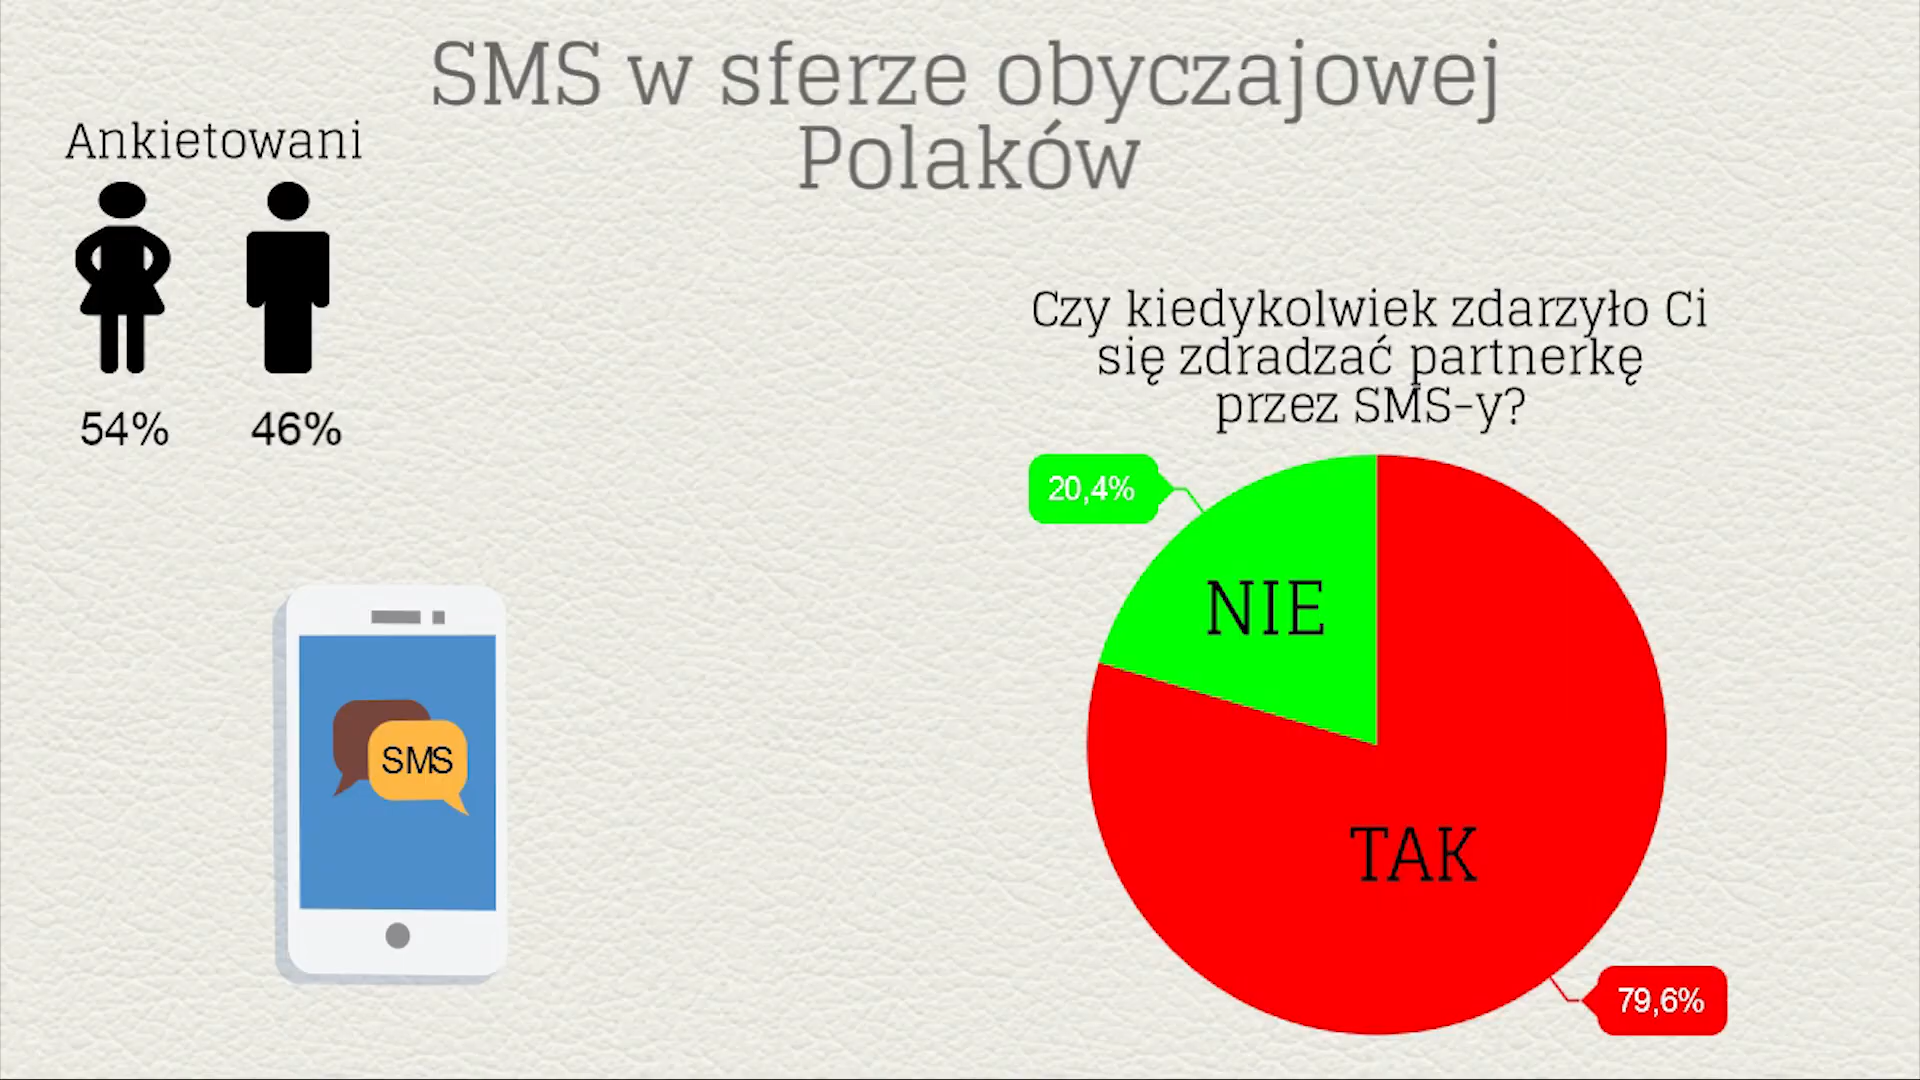 SMS w sferze obyczajowej
Polaków
Ankietowani
54%
46%
SMS
Czy kiedykolwiek zdarzyło Ci
się zdradzać partnerkę
przez SMS-y?
20,4%
NIE
TAK
79,6%